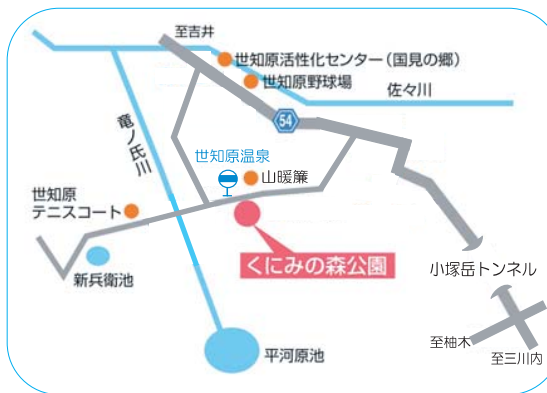 至吉井
世知原活性化センター(国見の郷)
世知原野球場
佐々川
54
竜ノ氏川
世知原温泉
山暖簾
世知原
テニスコート
くにみの森公園
新兵衛池
小塚岳トンネル
平河原池
至柚木
至三川内